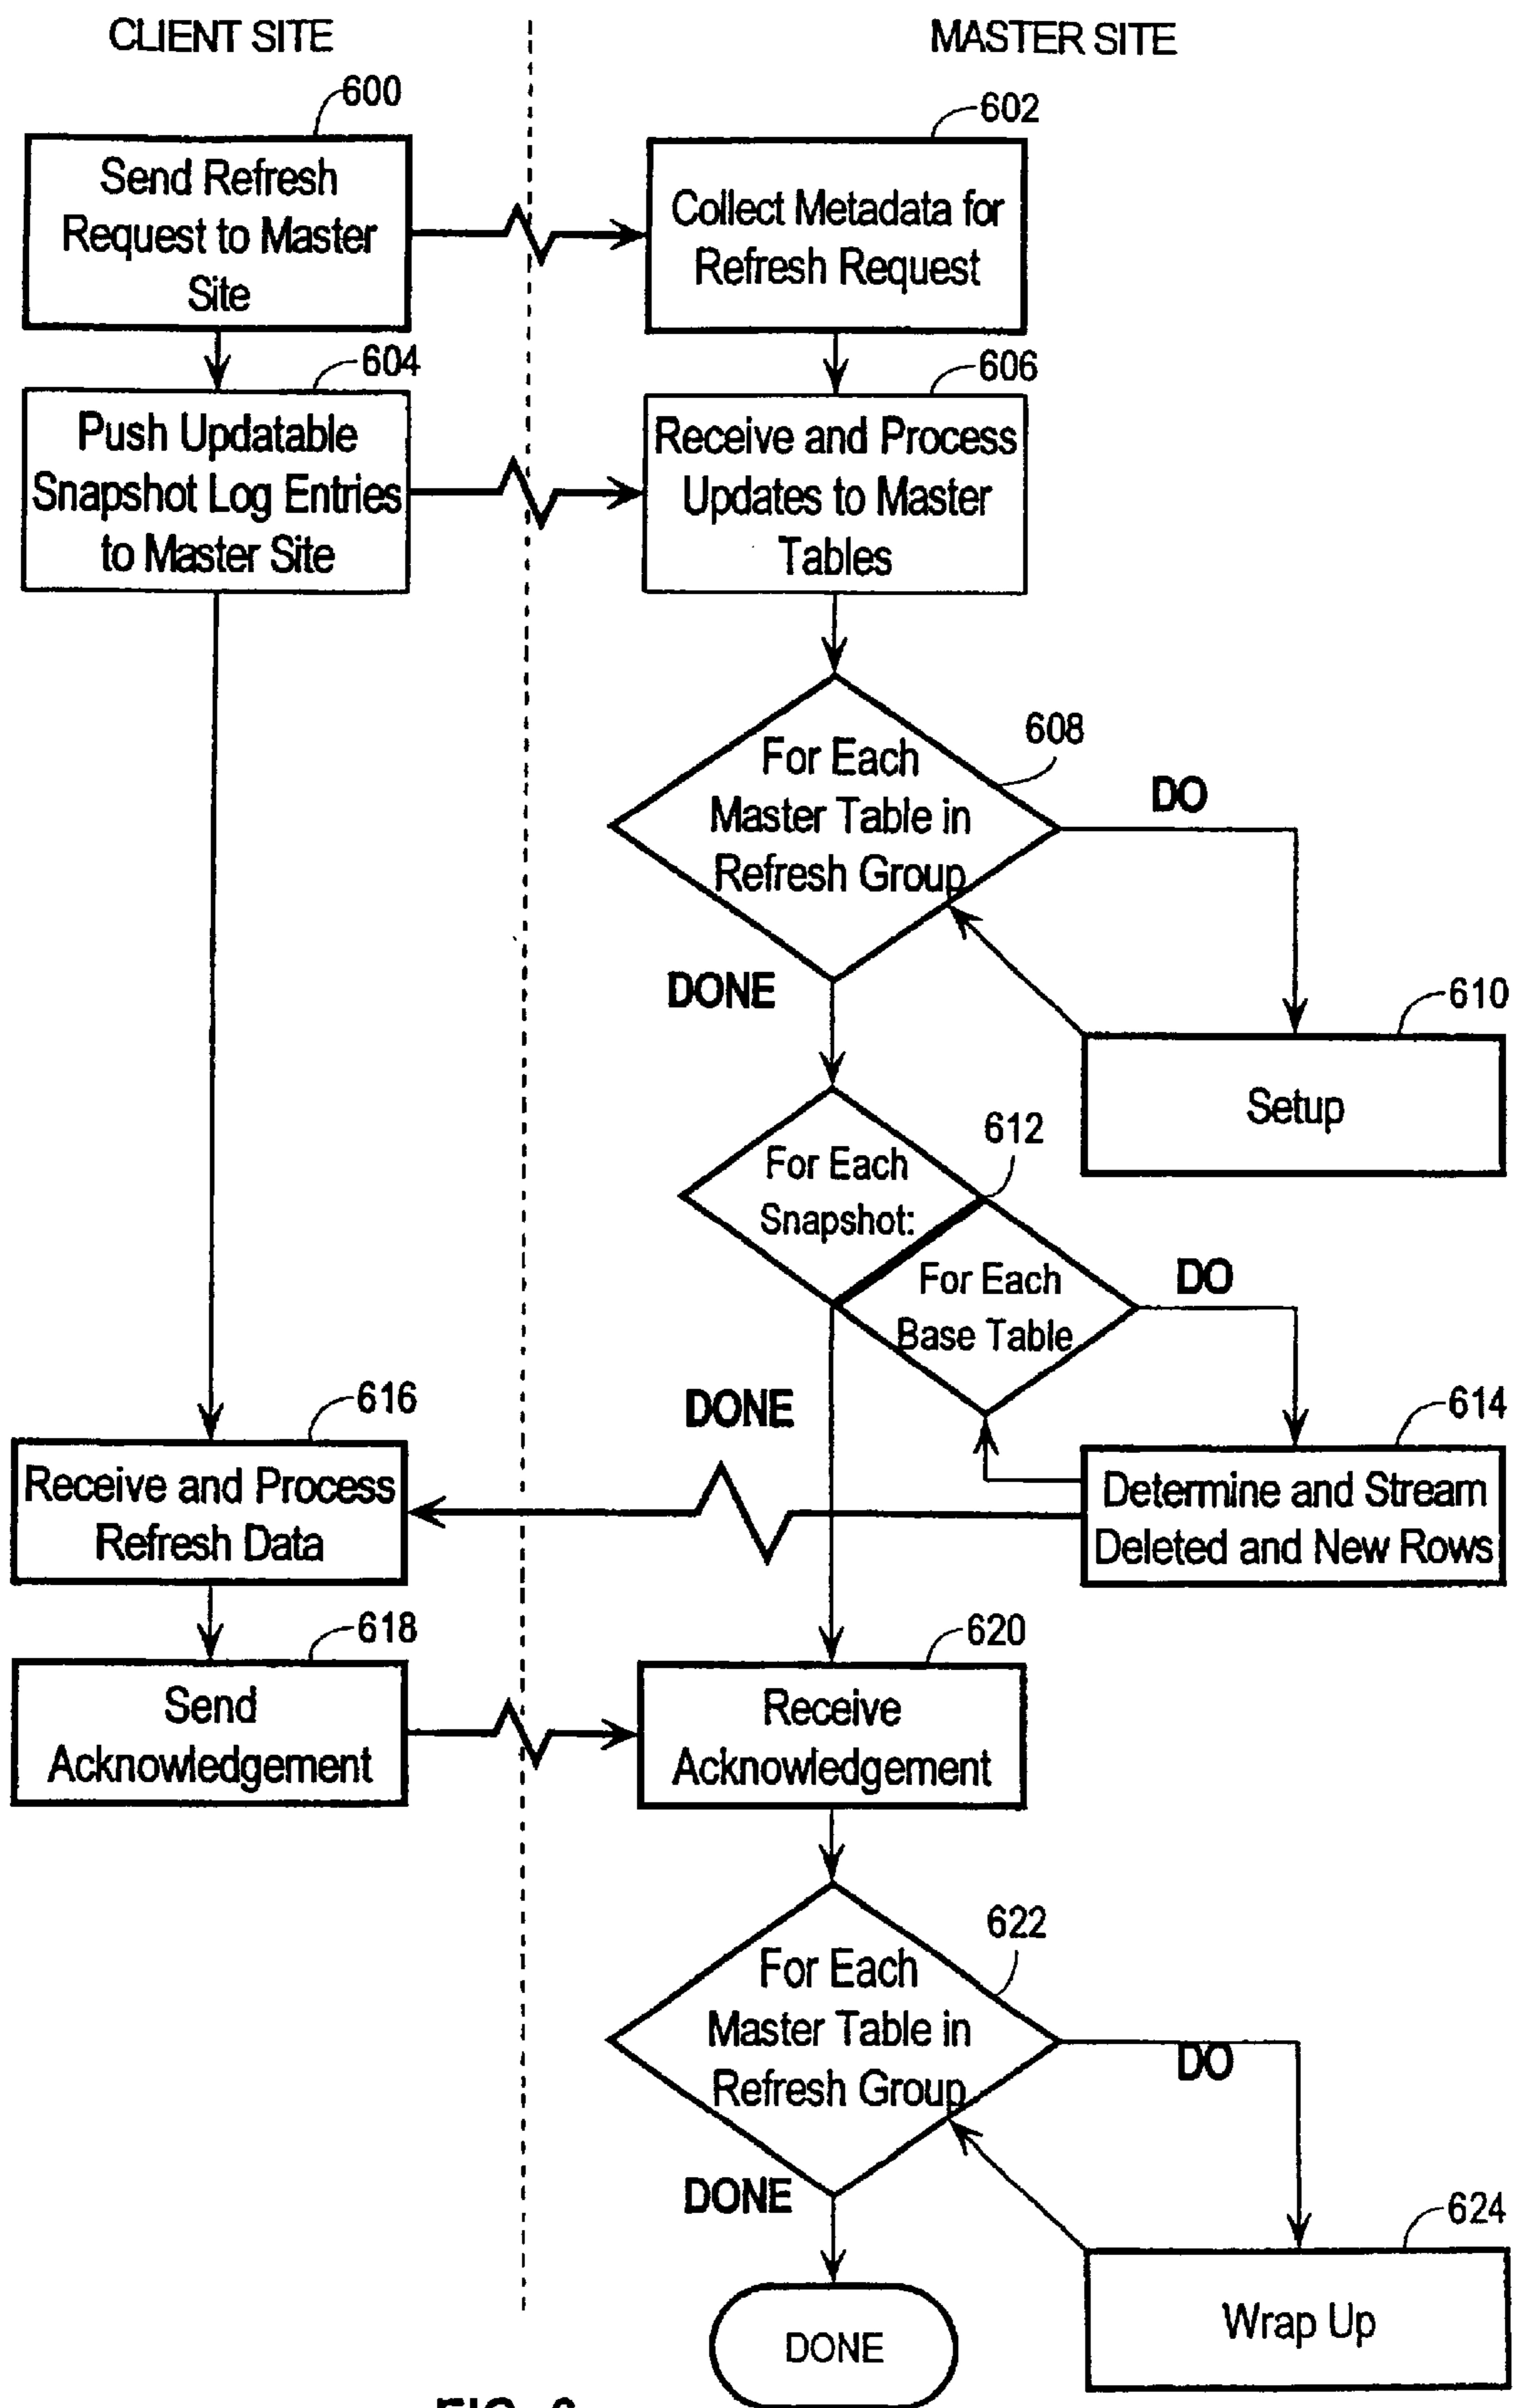 CLIENT SITE
MASTER SITE
600
602
Send Refresh
Request to Master
Site
Collect Metadata for
Refresh Request
604
606
Push Updatable
Snapshot Log Entries
to Master Site
Receive and Process
Updates to Master
Tables
608
For Each
Master Table in
Refresh Group
DO
DONE
610
Setup
612
For Each
Snapshot:
For Each
Base Table
DO
DONE
616
614
Receive and Process
Refresh Data
Determine and Stream
Deleted and New Rows
618
620
Send
Acknowledgement
Receive
Acknowledgement
622
For Each
Master Table in
Refresh Group
DO
DONE
624
Wrap Up
DONE